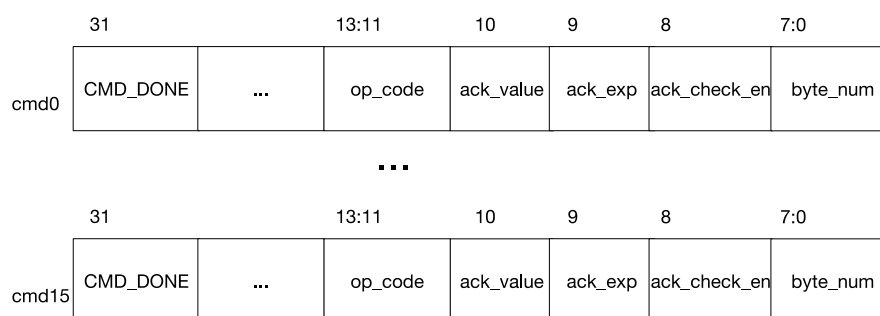 31 13:11 10 9 8 7:0
cmd0 CMD_DONE ... op_code ack_value ack_exp ack_check_en byte_num
...
31 13:11 10 9 8 7:0
cmd15 CMD_DONE ... op_code ack_value ack_exp ack_check_en byte_num